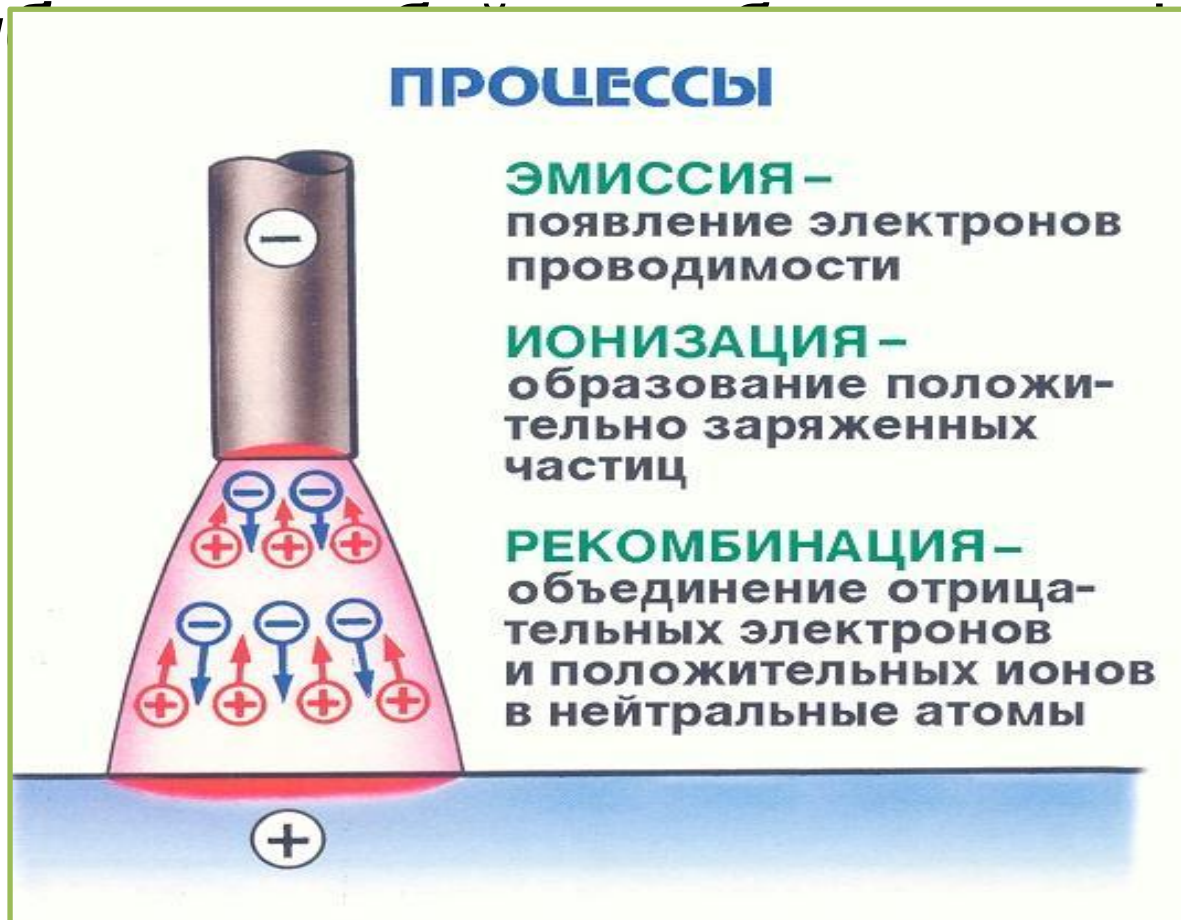 ПРОЦЕССЫ
ЭМИССИЯ –
появление электронов
проводимости
ИОНИЗАЦИЯ –
образование положи-
тельно заряженных
частиц
РЕКОМБИНАЦИЯ –
объединение отрица-
тельных электронов
и положительных ионов
в нейтральные атомы